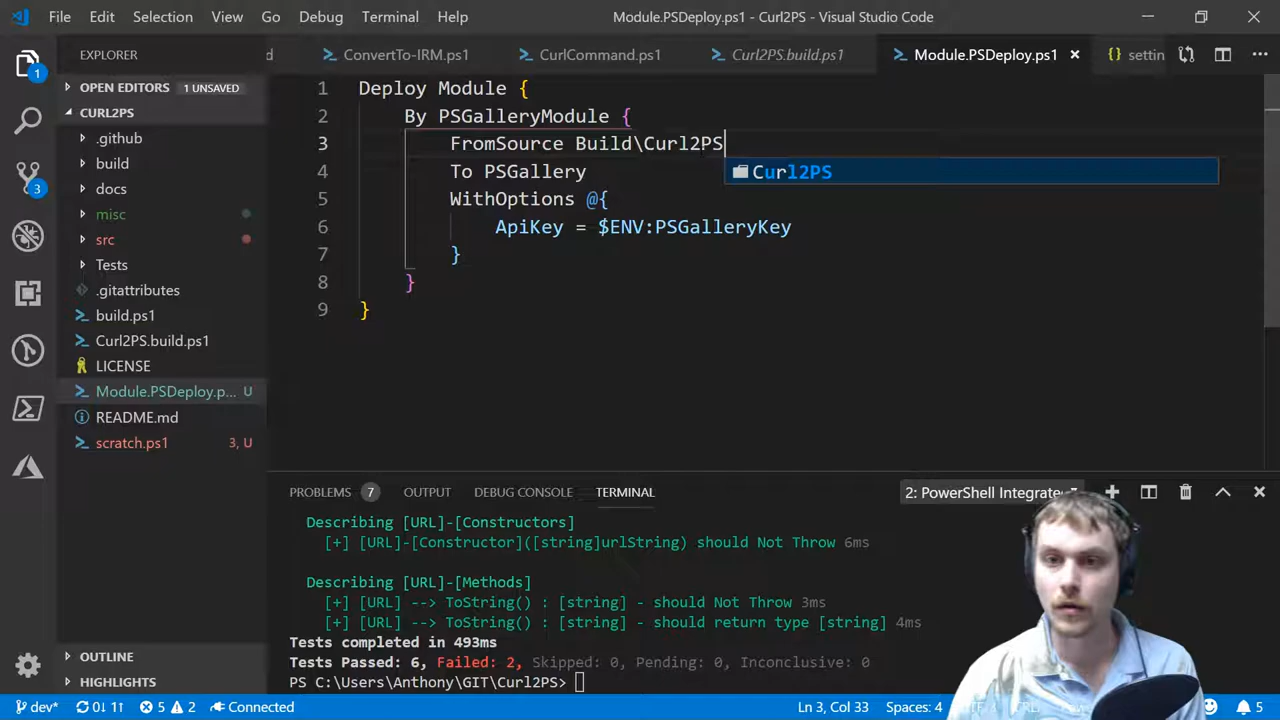 File Edit Selection View Go Debug Terminal Help Module.PSDeploy.ps1 - Curl2PS - Visual Studio Code
EXPLORER
d ConvertTo-IRM.ps1 CurlCommand.ps1 Curl2PS.build.ps1 Module.PSDeploy.ps1 {} settin
OPEN EDITORS 1 UNSAVED
CURL2PS
.github
build
docs
misc
src
Tests
.gitattributes
build.ps1
Curl2PS.build.ps1
LICENSE
Module.PSDeploy.p... U
README.md
scratch.ps1 3, U
OUTLINE
HIGHLIGHTS
1
3
1 Deploy Module {
2 By PSGalleryModule {
3 FromSource Build\Curl2PS
4 To PSGallery
Curl2PS
5 WithOptions @{
6 ApiKey = $ENV:PSGalleryKey
7 }
8 }
9 }
PROBLEMS 7 OUTPUT DEBUG CONSOLE TERMINAL 2: PowerShell Integrate
Describing [URL]-[Constructors]
[+] [URL]-[Constructor]([string]urlString) should Not Throw 6ms
Describing [URL]-[Methods]
[+] [URL] --> ToString() : [string] - should Not Throw 3ms
[+] [URL] --> ToString() : [string] - should return type [string] 4ms
Tests completed in 493ms
Tests Passed: 6, Failed: 2, Skipped: 0, Pending: 0, Inconclusive: 0
PS C:\Users\Anthony\GIT\Curl2PS>
dev* 0↓ 1↑ 5 2 Connected Ln 3, Col 33 Spaces: 4 5